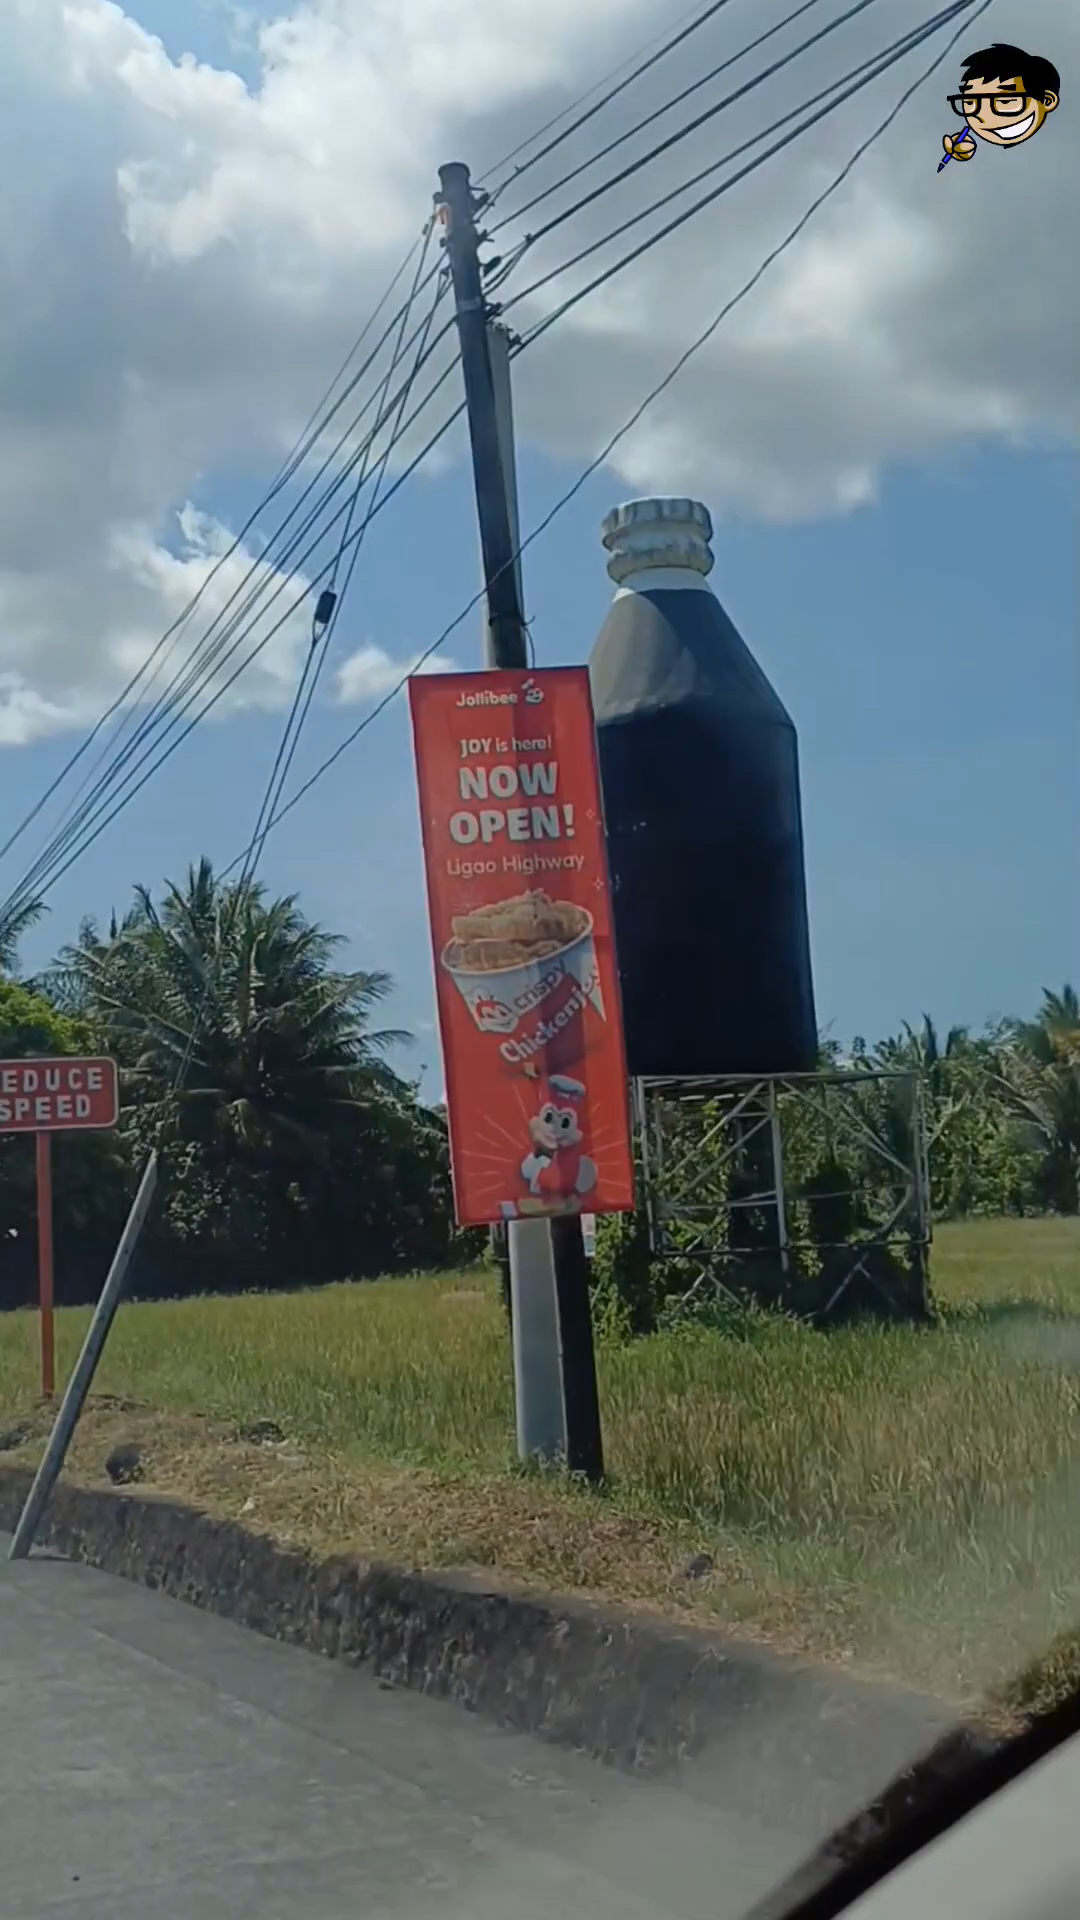 Jollibee
JOY is here!
NOW
OPEN!
Ligao Highway
crispy
Chickenjoy
EDUCE
SPEED